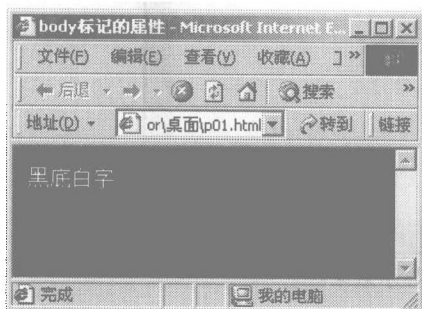 body标记的属性 - Microsoft Internet E...
文件(F) 编辑(E) 查看(V) 收藏(A) 工 »
后退 搜索 »
地址(D) or\桌面\p01.html 转到 链接
黑底白字
完成 我的电脑